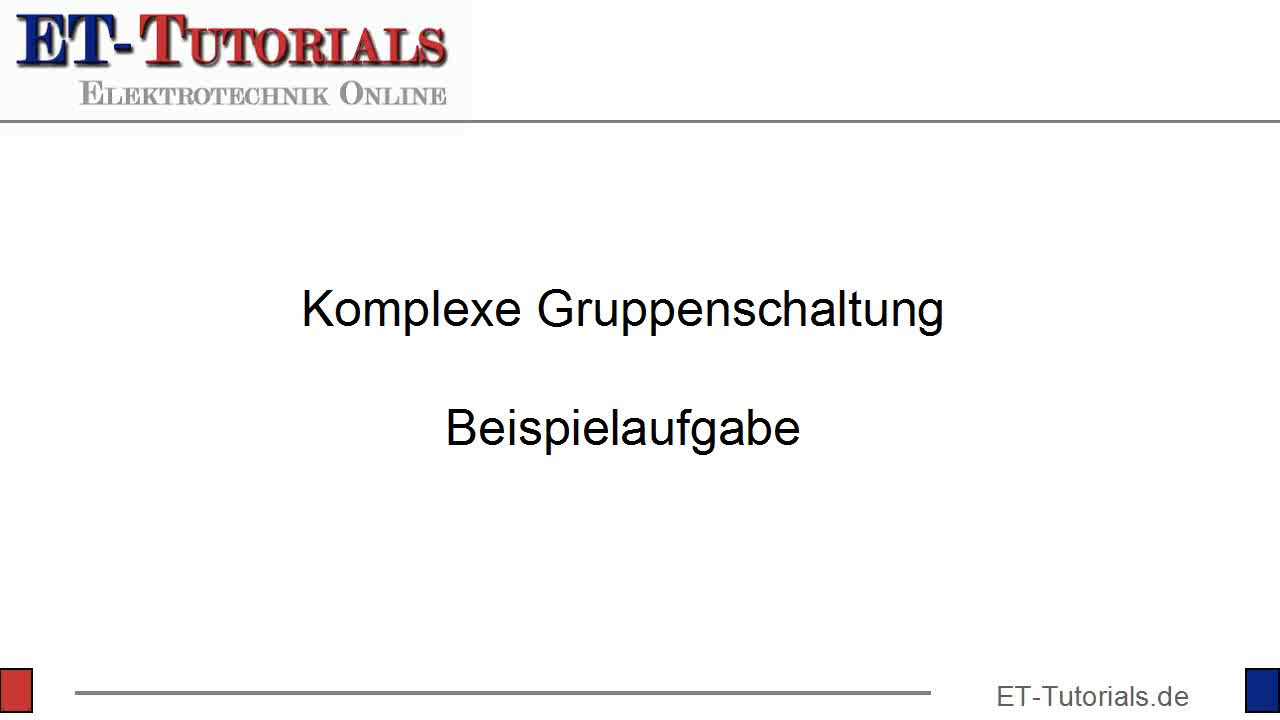 ET-TUTORIALS
ELEKTROTECHNIK ONLINE
Komplexe Gruppenschaltung
Beispielaufgabe
ET-Tutorials.de